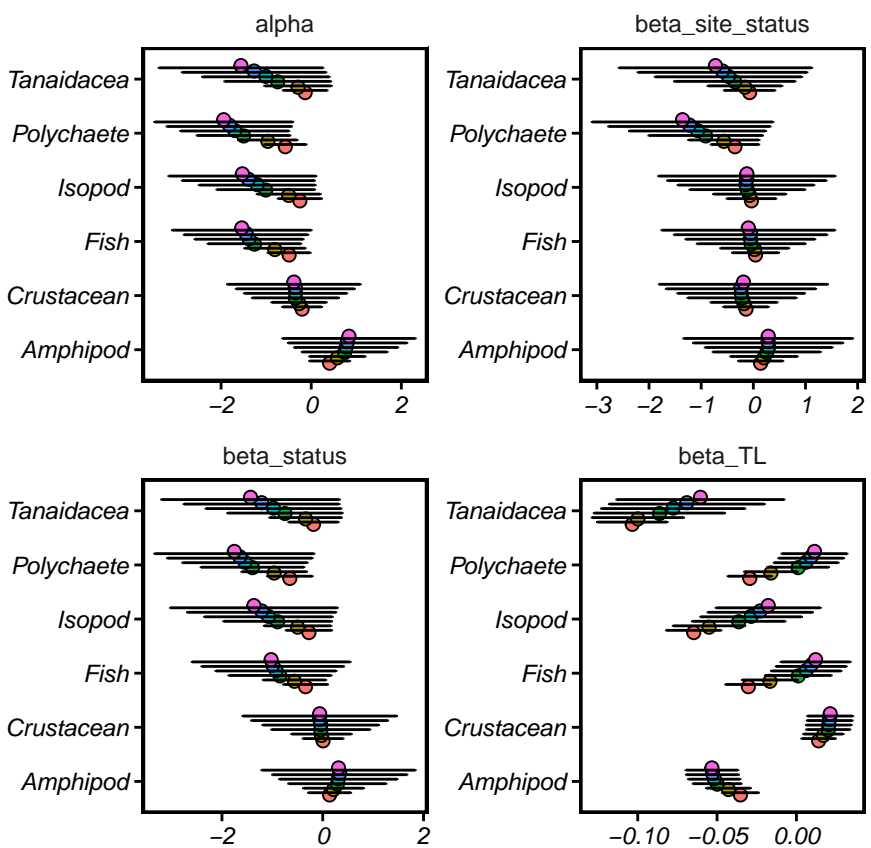 alpha
Tanaidacea
Polychaete
Isopod
Fish
Crustacean
Amphipod
−2 0 2
beta_site_status
Tanaidacea
Polychaete
Isopod
Fish
Crustacean
Amphipod
−3 −2 −1 0 1 2
beta_status
Tanaidacea
Polychaete
Isopod
Fish
Crustacean
Amphipod
−2 0 2
beta_TL
Tanaidacea
Polychaete
Isopod
Fish
Crustacean
Amphipod
−0.10 −0.05 0.00